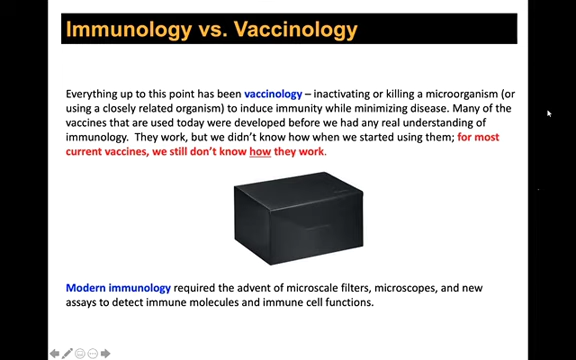 Immunology vs. Vaccinology
Everything up to this point has been vaccinology – inactivating or killing a microorganism (or
using a closely related organism) to induce immunity while minimizing disease. Many of the
vaccines that are used today were developed before we had any real understanding of
immunology. They work, but we didn't know how when we started using them; for most
current vaccines, we still don't know how they work.
Modern immunology required the advent of microscale filters, microscopes, and new
assays to detect immune molecules and immune cell functions.